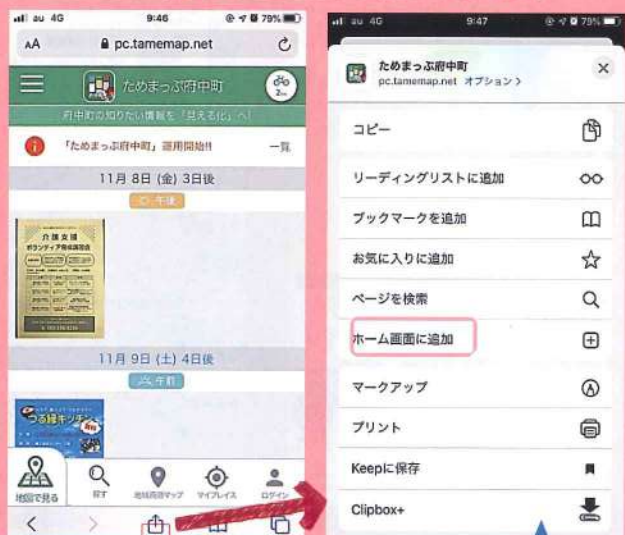 au 4G 9:46 79%
AA pc.tamemap.net
ためまっぷ府中町
2km
府中町の知りたい情報を「見える化」へ!
「ためまっぷ府中町」運用開始!! 一覧
11月 8日 (金) 3日後
午後
介護支援
ボランティア養成講習会
11月 9日 (土) 4日後
午前
つる縁キッチン
地図で見る
探す
マイプレイス
ログイン
au 4G 9:47 79%
ためまっぷ府中町
pc.tamemap.net オプション >
コピー
リーディングリストに追加
ブックマークを追加
お気に入りに追加
ページを検索
ホーム画面に追加
マークアップ
プリント
Keepに保存
Clipbox+